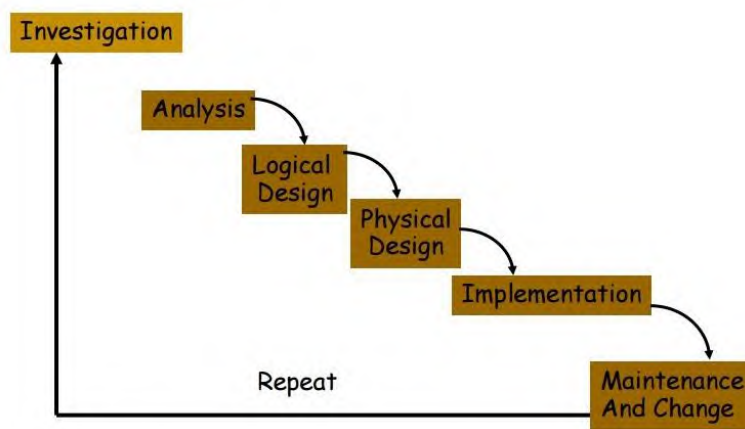 Investigation
Analysis
Logical
Design
Physical
Design
Implementation
Maintenance
And Change
Repeat